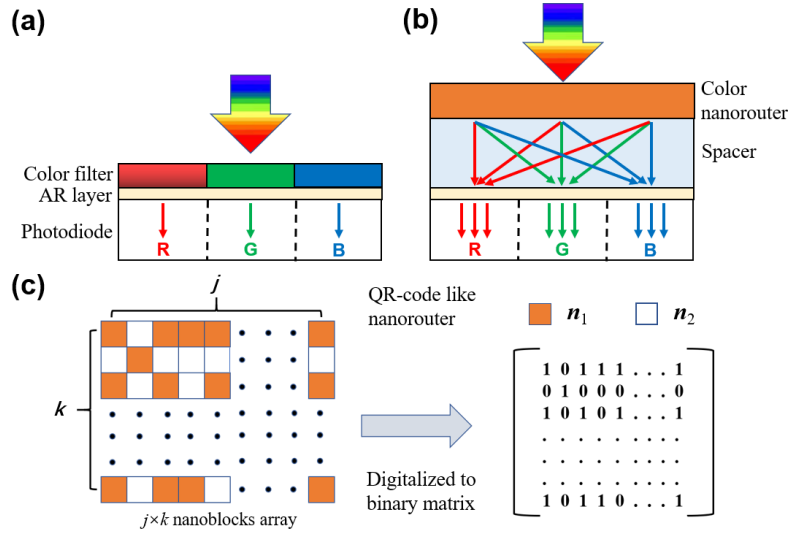 (a)
Color filter
AR layer
Photodiode
R G B
(b)
Color
nanorouter
Spacer
R G B
(c)
j
k
j×k nanoblocks array
QR-code like
nanorouter
Digitalized to
binary matrix
n1 n2
1 0 1 1 1 . . . 1
0 1 0 0 0 . . . 0
1 0 1 0 1 . . . 1
. . . . . . . . .
. . . . . . . . .
. . . . . . . . .
1 0 1 1 0 . . . 1